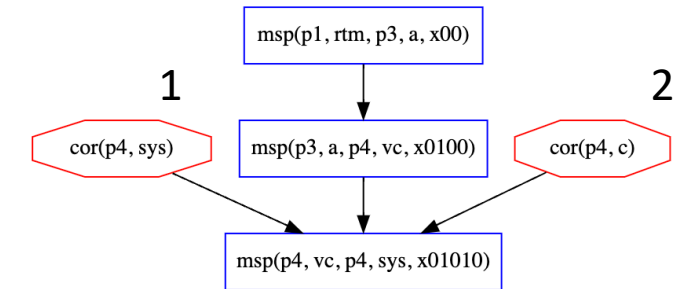 msp(p1, rtm, p3, a, x00)
1
2
cor(p4, sys)
msp(p3, a, p4, vc, x0100)
cor(p4, c)
msp(p4, vc, p4, sys, x01010)